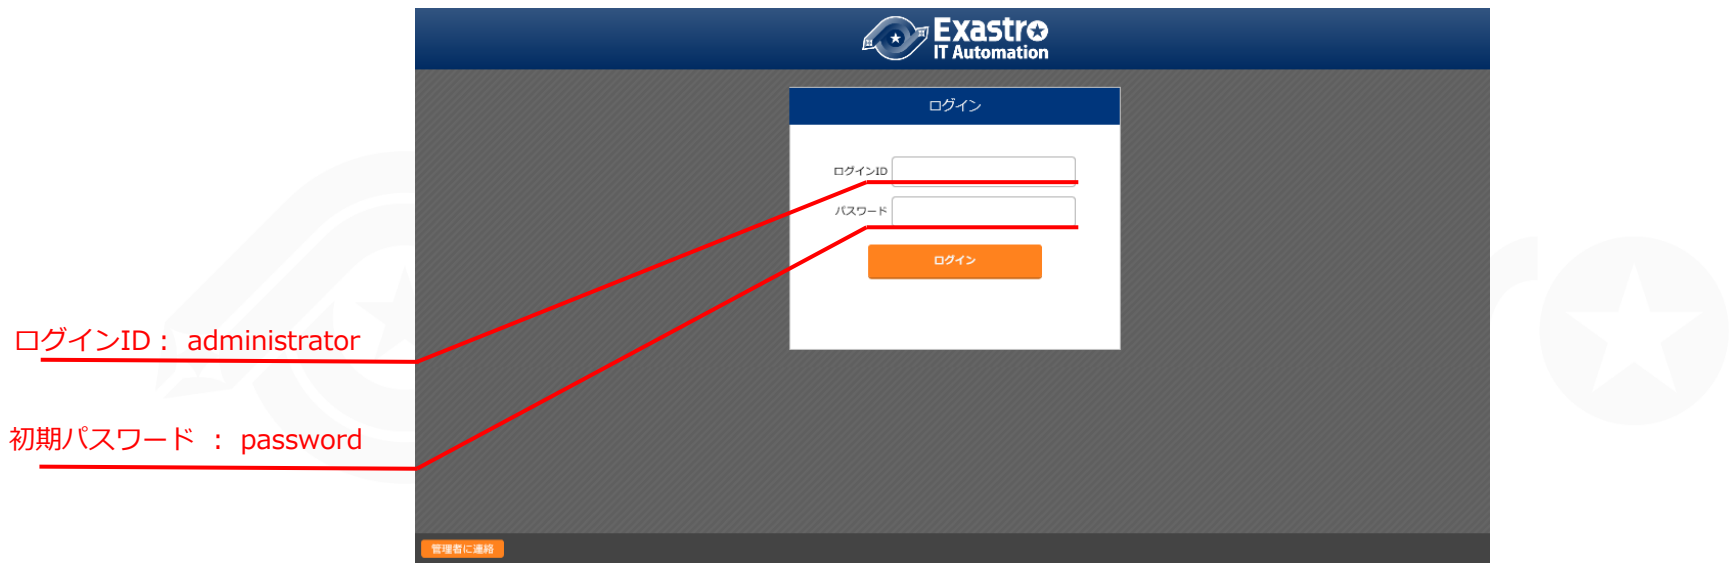 Exastro
IT Automation
ログイン
ログインID
パスワード
ログイン
ログインID： administrator
初期パスワード ： password
管理者に連絡